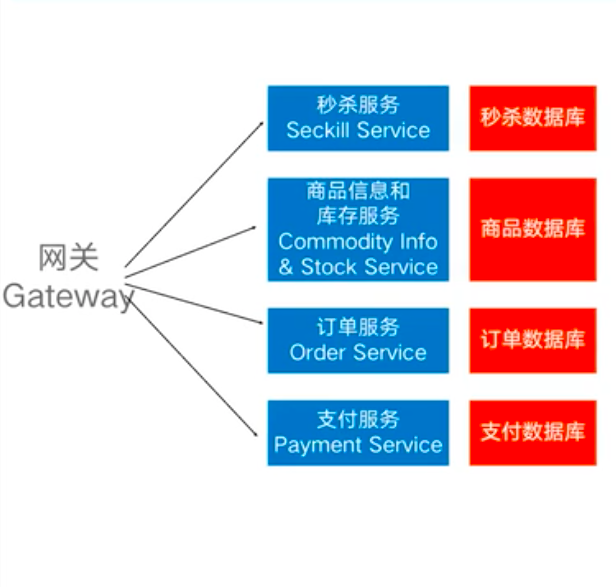 网关
Gateway
秒杀服务
Seckill Service
秒杀数据库
商品信息和
库存服务
Commodity Info
& Stock Service
商品数据库
订单服务
Order Service
订单数据库
支付服务
Payment Service
支付数据库